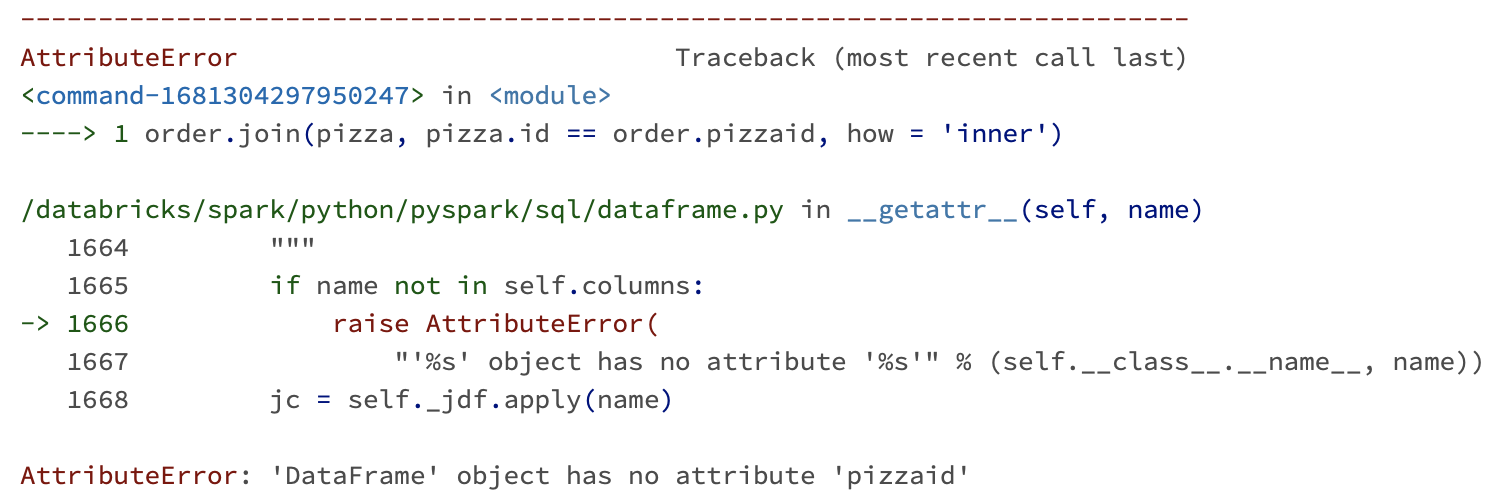 ---------------------------------------------------------------------------
AttributeError                            Traceback (most recent call last)
<command-1681304297950247> in <module>
----> 1 order.join(pizza, pizza.id == order.pizzaid, how = 'inner')

/databricks/spark/python/pyspark/sql/dataframe.py in __getattr__(self, name)
   1664         """
   1665         if name not in self.columns:
-> 1666             raise AttributeError(
   1667                 "'%s' object has no attribute '%s'" % (self.__class__.__name__, name))
   1668         jc = self._jdf.apply(name)

AttributeError: 'DataFrame' object has no attribute 'pizzaid'